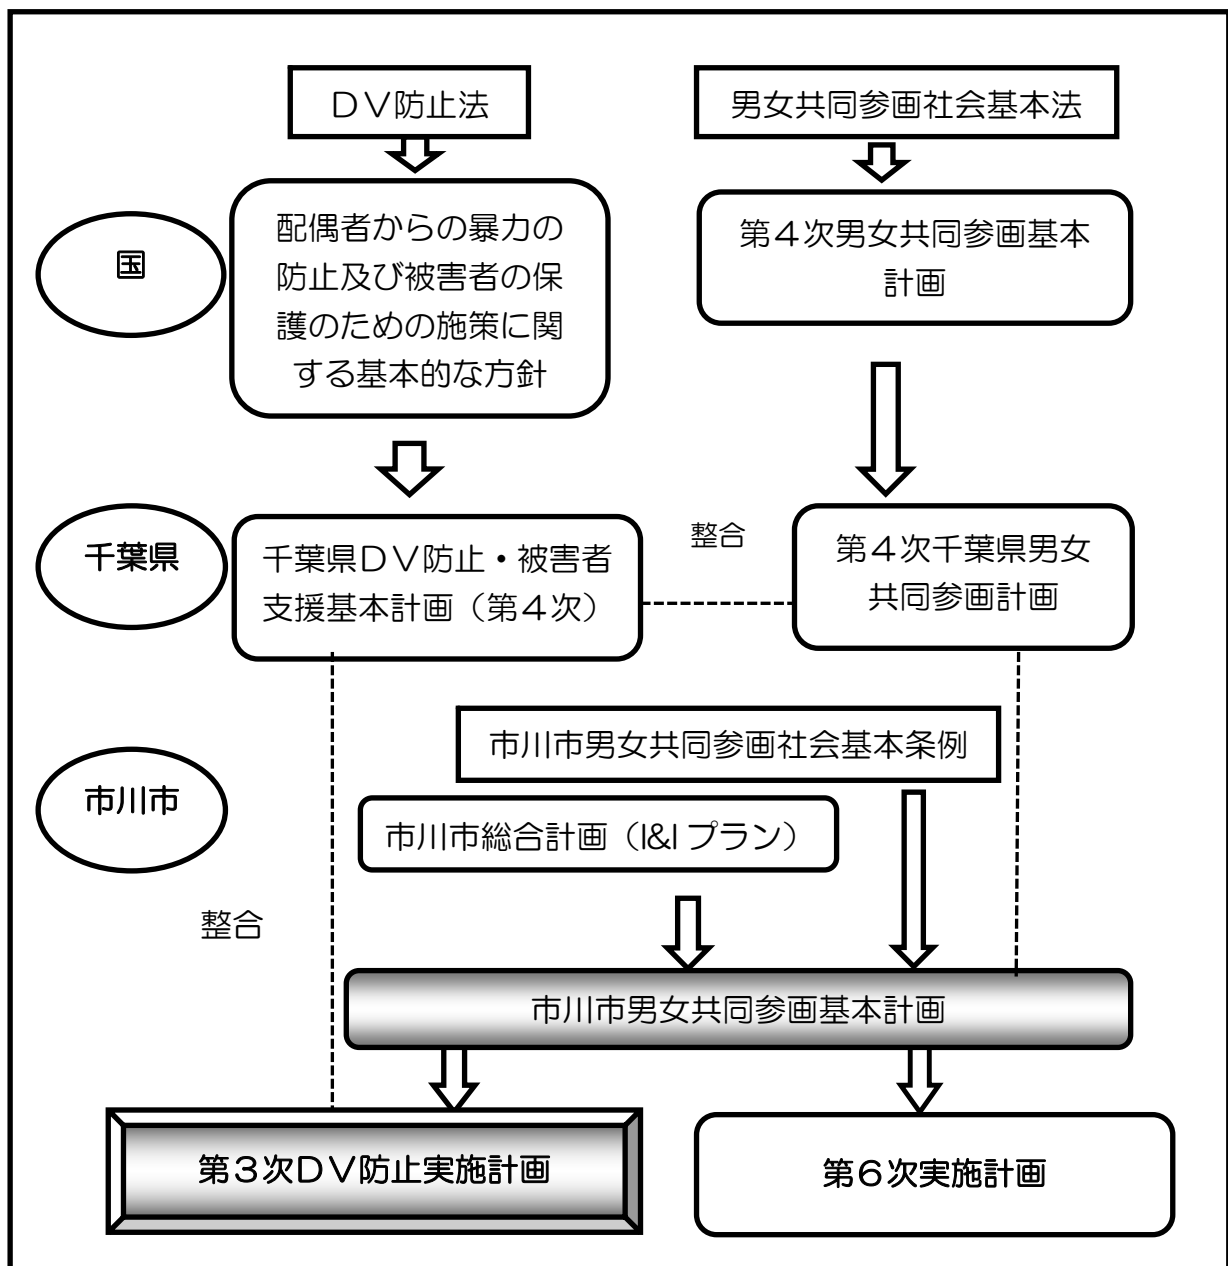 ＤＶ防止法
男女共同参画社会基本法
国
配偶者からの暴力の
防止及び被害者の保
護のための施策に関
する基本的な方針
第４次男女共同参画基本
計画
千葉県
千葉県ＤＶ防止・被害者
支援基本計画（第４次）
整合
第４次千葉県男女
共同参画計画
市川市男女共同参画社会基本条例
市川市
市川市総合計画（I&I プラン）
整合
市川市男女共同参画基本計画
第３次ＤＶ防止実施計画
第６次実施計画